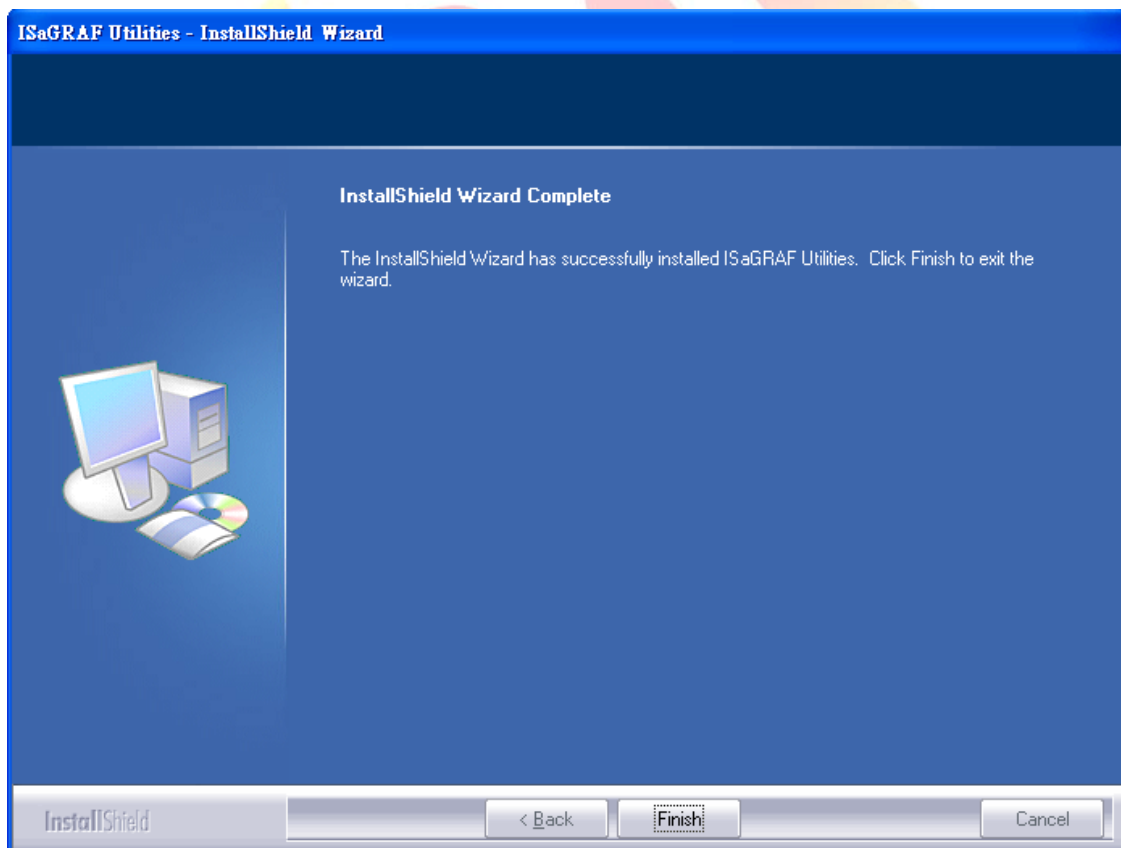 ISaGRAF Utilities - InstallShield Wizard
InstallShield Wizard Complete
The InstallShield Wizard has successfully installed ISaGRAF Utilities. Click Finish to exit the
wizard.
InstallShield
< Back
Finish
Cancel